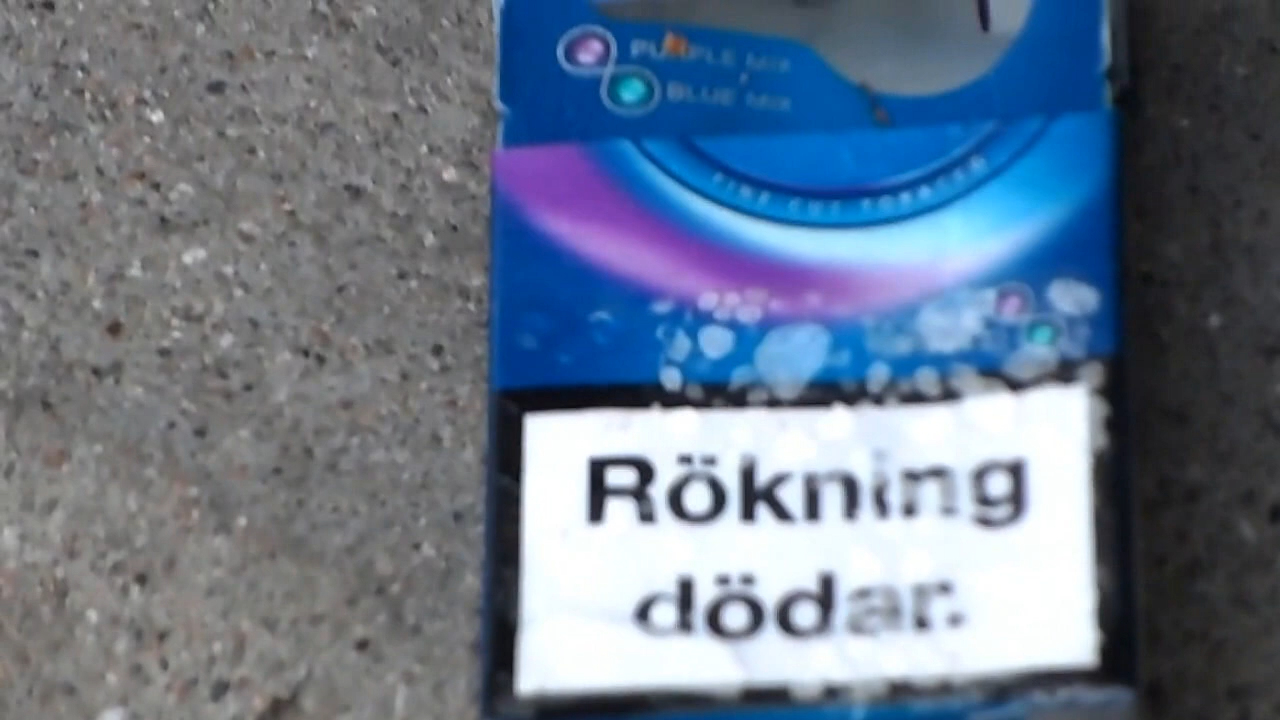 PURPLE MIX
BLUE MIX
FINE CUT TOBACCO
Rökning
dödar.